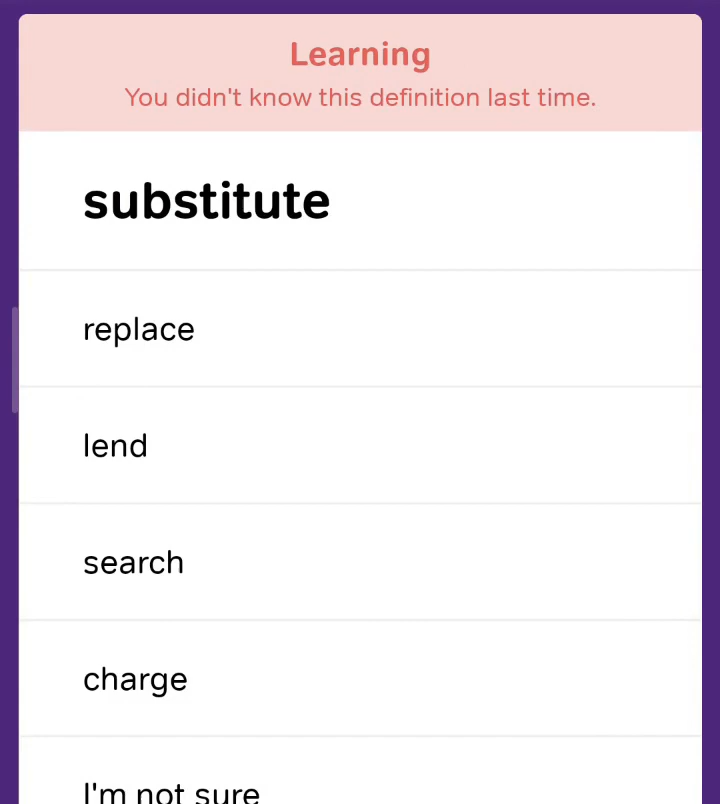 Learning
You didn't know this definition last time.
substitute
replace
lend
search
charge
I'm not sure